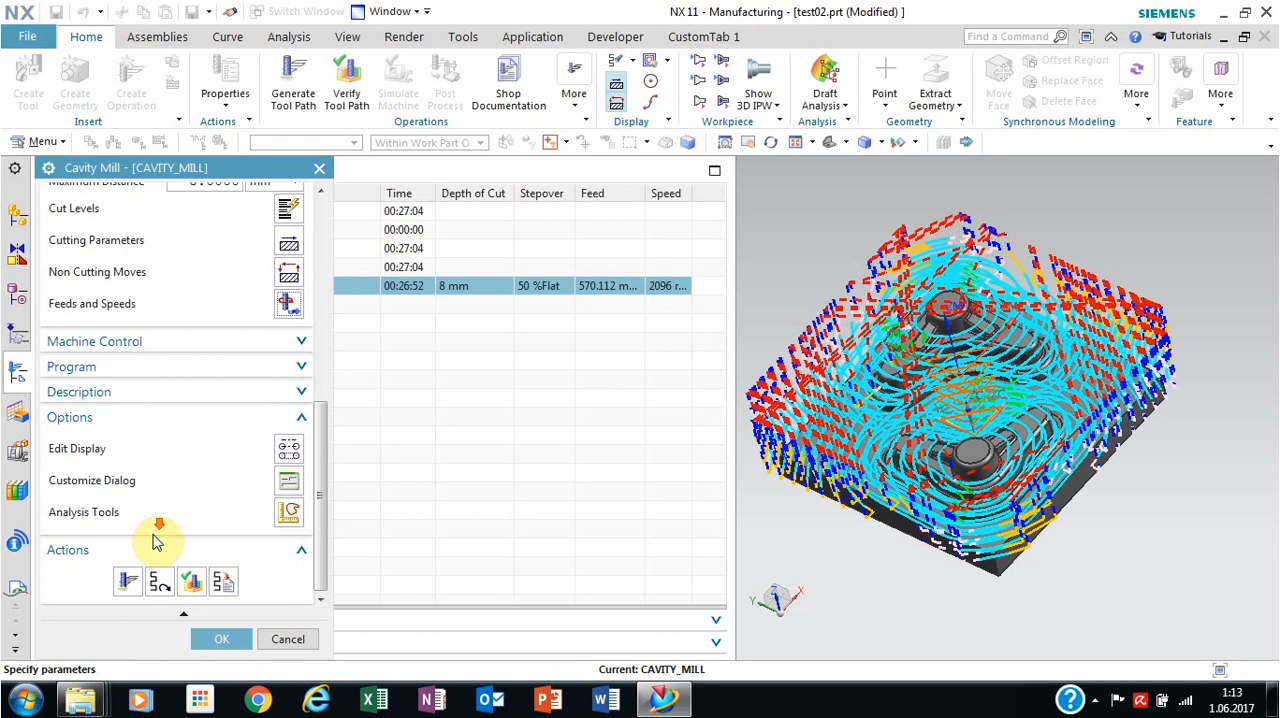 NX
Switch Window
Window
NX 11 - Manufacturing - [test02.prt (Modified) ]
SIEMENS
File
Home
Assemblies
Curve
Analysis
View
Render
Tools
Application
Developer
CustomTab 1
Find a Command
Tutorials
Create Tool
Create Geometry
Create Operation
Properties
Generate Tool Path
Verify Tool Path
Simulate Machine
Post Process
Shop Documentation
More
Show 3D IPW
Draft Analysis
Point
Extract Geometry
Move Face
Offset Region
Replace Face
Delete Face
More
More
Insert
Actions
Operations
Display
Workpiece
Analysis
Geometry
Synchronous Modeling
Feature
Menu
Within Work Part O
Cavity Mill - [CAVITY_MILL]
Maximum Distance
mm
Cut Levels
Cutting Parameters
Non Cutting Moves
Feeds and Speeds
Machine Control
Program
Description
Options
Edit Display
Customize Dialog
Analysis Tools
Actions
OK
Cancel
Time Depth of Cut Stepover Feed Speed
00:27:04
00:00:00
00:27:04
00:27:04
00:26:52 8 mm 50 %Flat 570.112 m... 2096 r...
Z
Y
X
Specify parameters
Current: CAVITY_MILL
1:13
1.06.2017